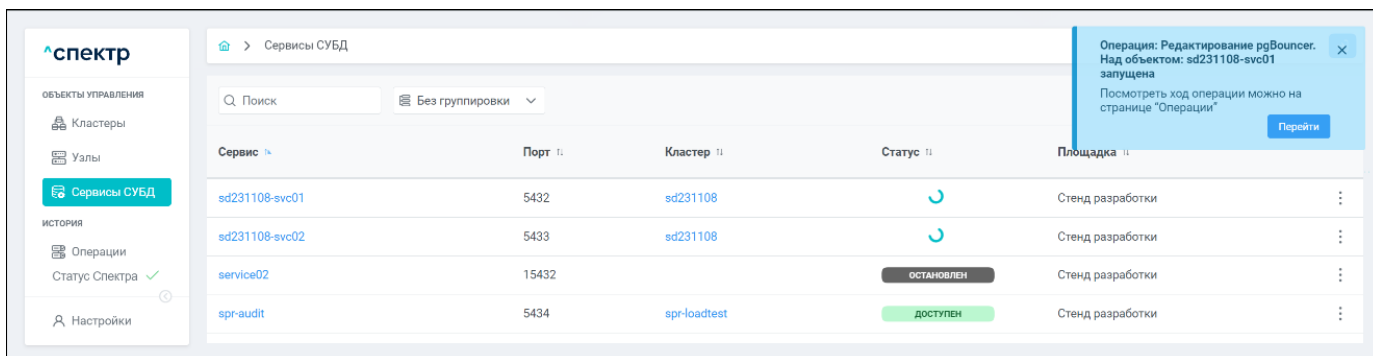 ^спектр
ОБЪЕКТЫ УПРАВЛЕНИЯ
Кластеры
Узлы
Сервисы СУБД
ИСТОРИЯ
Операции
Статус Спектра
Настройки
> Сервисы СУБД
Поиск
Без группировки
Операция: Редактирование pgBouncer.
Над объектом: sd231108-svc01
запущена
Посмотреть ход операции можно на
странице "Операции"
Перейти
Сервис Порт Кластер Статус Площадка
sd231108-svc01 5432 sd231108 Стенд разработки
sd231108-svc02 5433 sd231108 Стенд разработки
service02 15432 ОСТАНОВЛЕН Стенд разработки
spr-audit 5434 spr-loadtest ДОСТУПЕН Стенд разработки